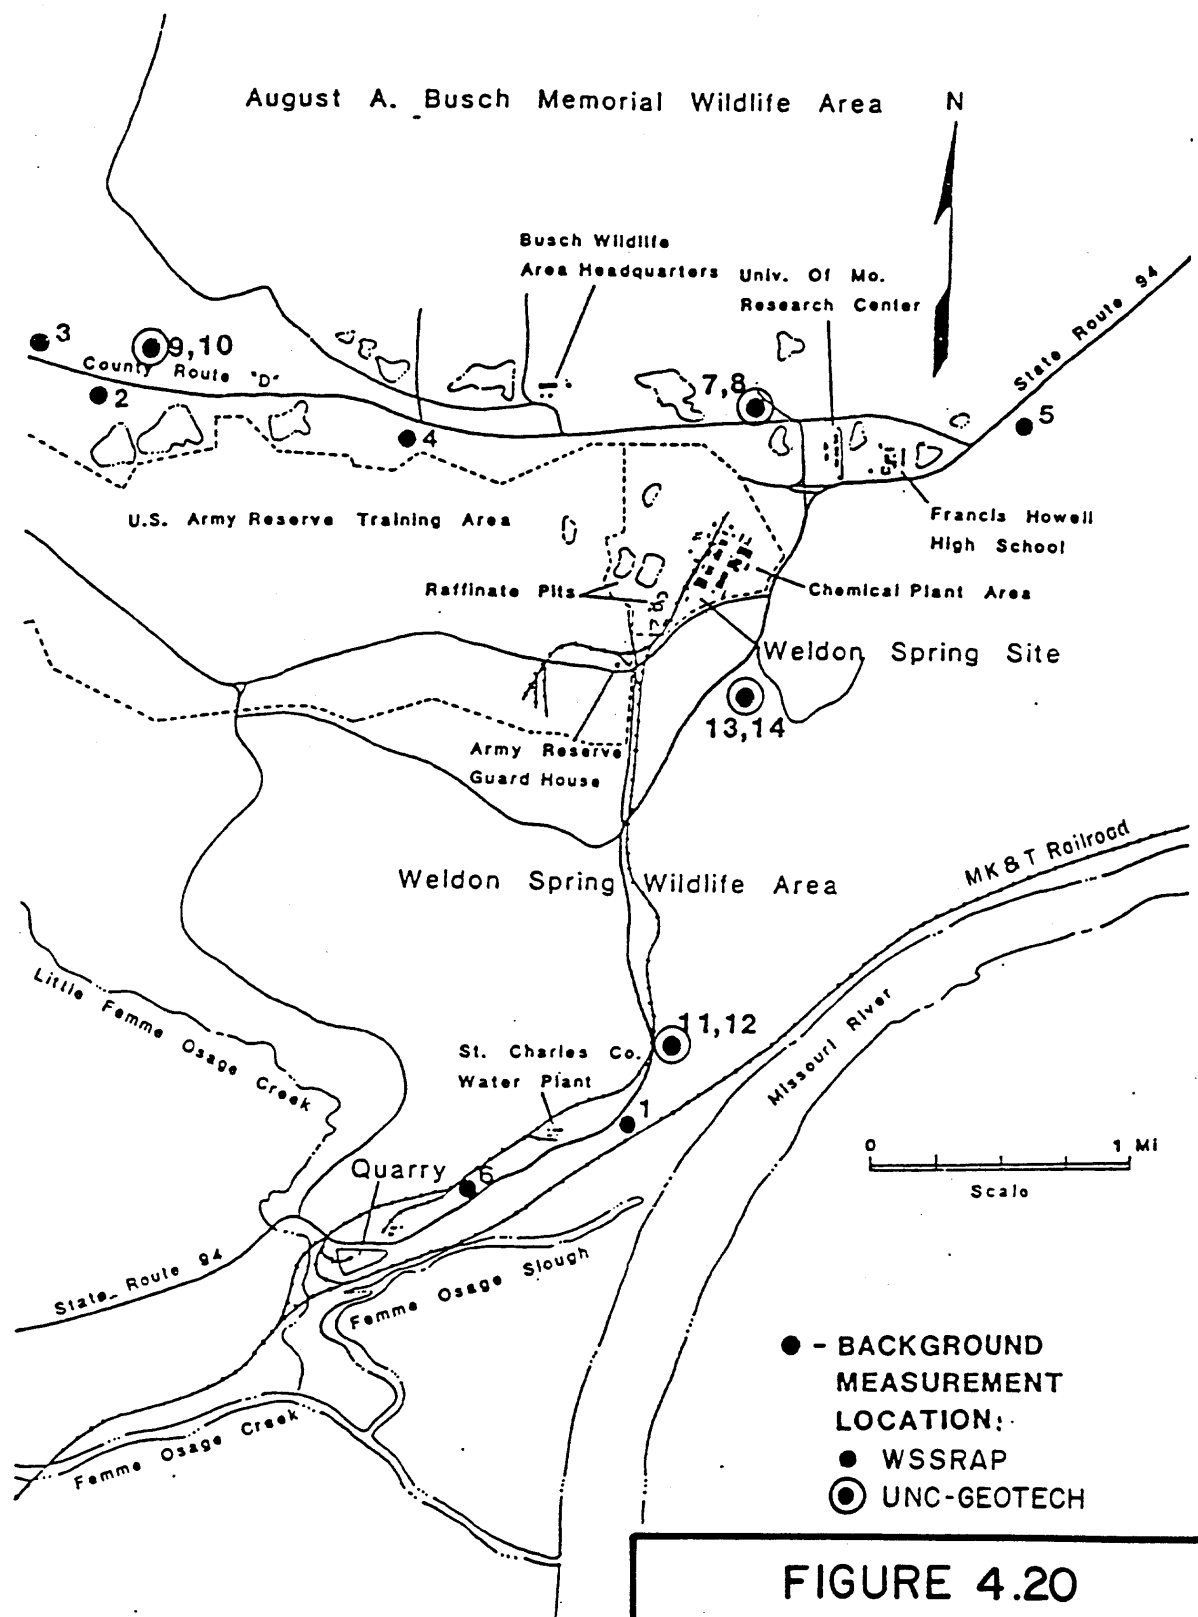 August A. Busch Memorial Wildlife Area
N
Busch Wildlife
Area Headquarters
Univ. Of Mo.
Research Center
State Route 94
3
9,10
County Route "D"
2
7,8
5
4
U.S. Army Reserve Training Area
Francis Howell
High School
Raffinate Pits
Chemical Plant Area
Weldon Spring Site
13,14
Army Reserve
Guard House
MK&T Railroad
Weldon Spring Wildlife Area
Little Femme Osage Creek
Missouri River
11,12
St. Charles Co.
Water Plant
1
0 1 Mi
Scale
Quarry
6
State Route 94
Femme Osage Slough
Femme Osage Creek
● - BACKGROUND
MEASUREMENT
LOCATION:
WSSRAP
UNC-GEOTECH
FIGURE 4.20